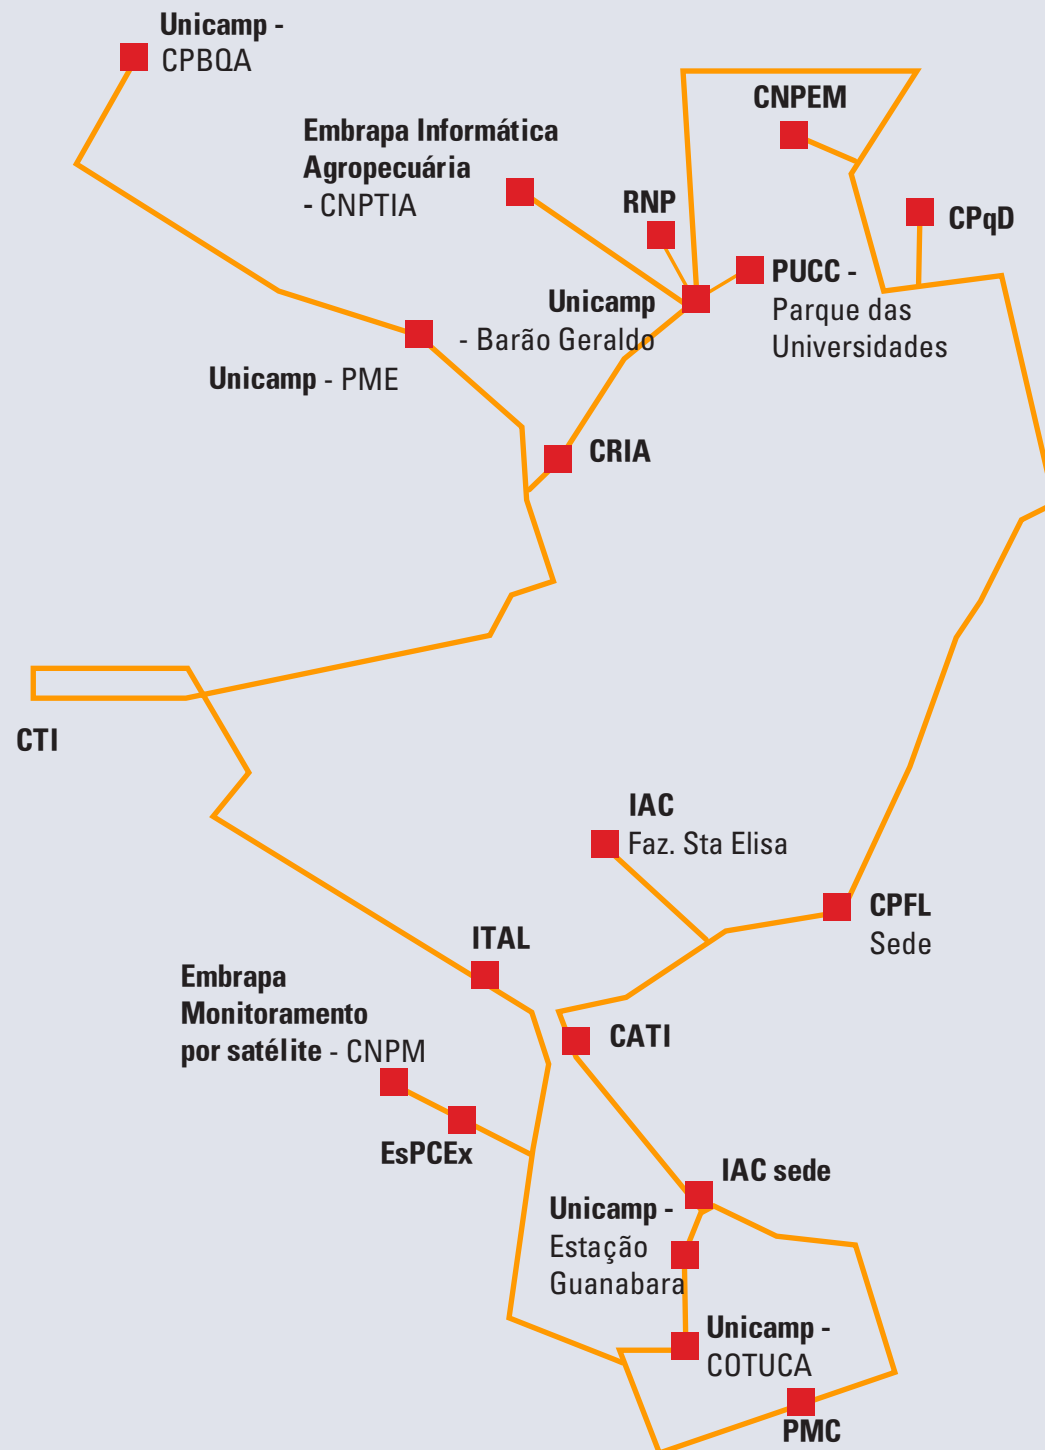 Unicamp -
CPBQA
CNPEM
Embrapa Informática
Agropecuária
- CNPTIA
RNP
CPqD
PUCC -
Parque das
Universidades
Unicamp
- Barão Geraldo
Unicamp - PME
CRIA
CTI
IAC
Faz. Sta Elisa
CPFL
Sede
ITAL
Embrapa
Monitoramento
por satélite - CNPM
CATI
EsPCEx
IAC sede
Unicamp -
Estação
Guanabara
Unicamp -
COTUCA
PMC